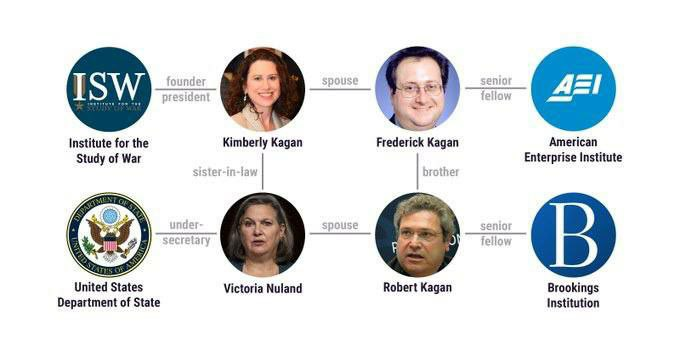 ISW
INSTITUTE FOR THE
STUDY OF WAR
founder
president
spouse
senior
fellow
AEI
Institute for the
Study of War
Kimberly Kagan
Frederick Kagan
American
Enterprise Institute
sister-in-law
brother
DEPARTMENT OF STATE
UNITED STATES OF AMERICA
under-
secretary
spouse
senior
fellow
B
United States
Department of State
Victoria Nuland
Robert Kagan
Brookings
Institution